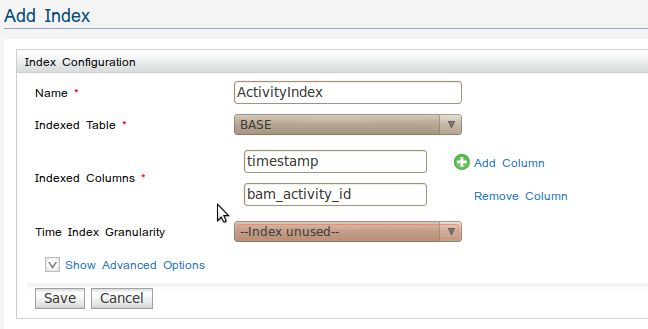 Add Index
Index Configuration
Name *
ActivityIndex
Indexed Table *
BASE
Indexed Columns *
timestamp
Add Column
bam_activity_id
Remove Column
Time Index Granularity
--Index unused--
Show Advanced Options
Save Cancel